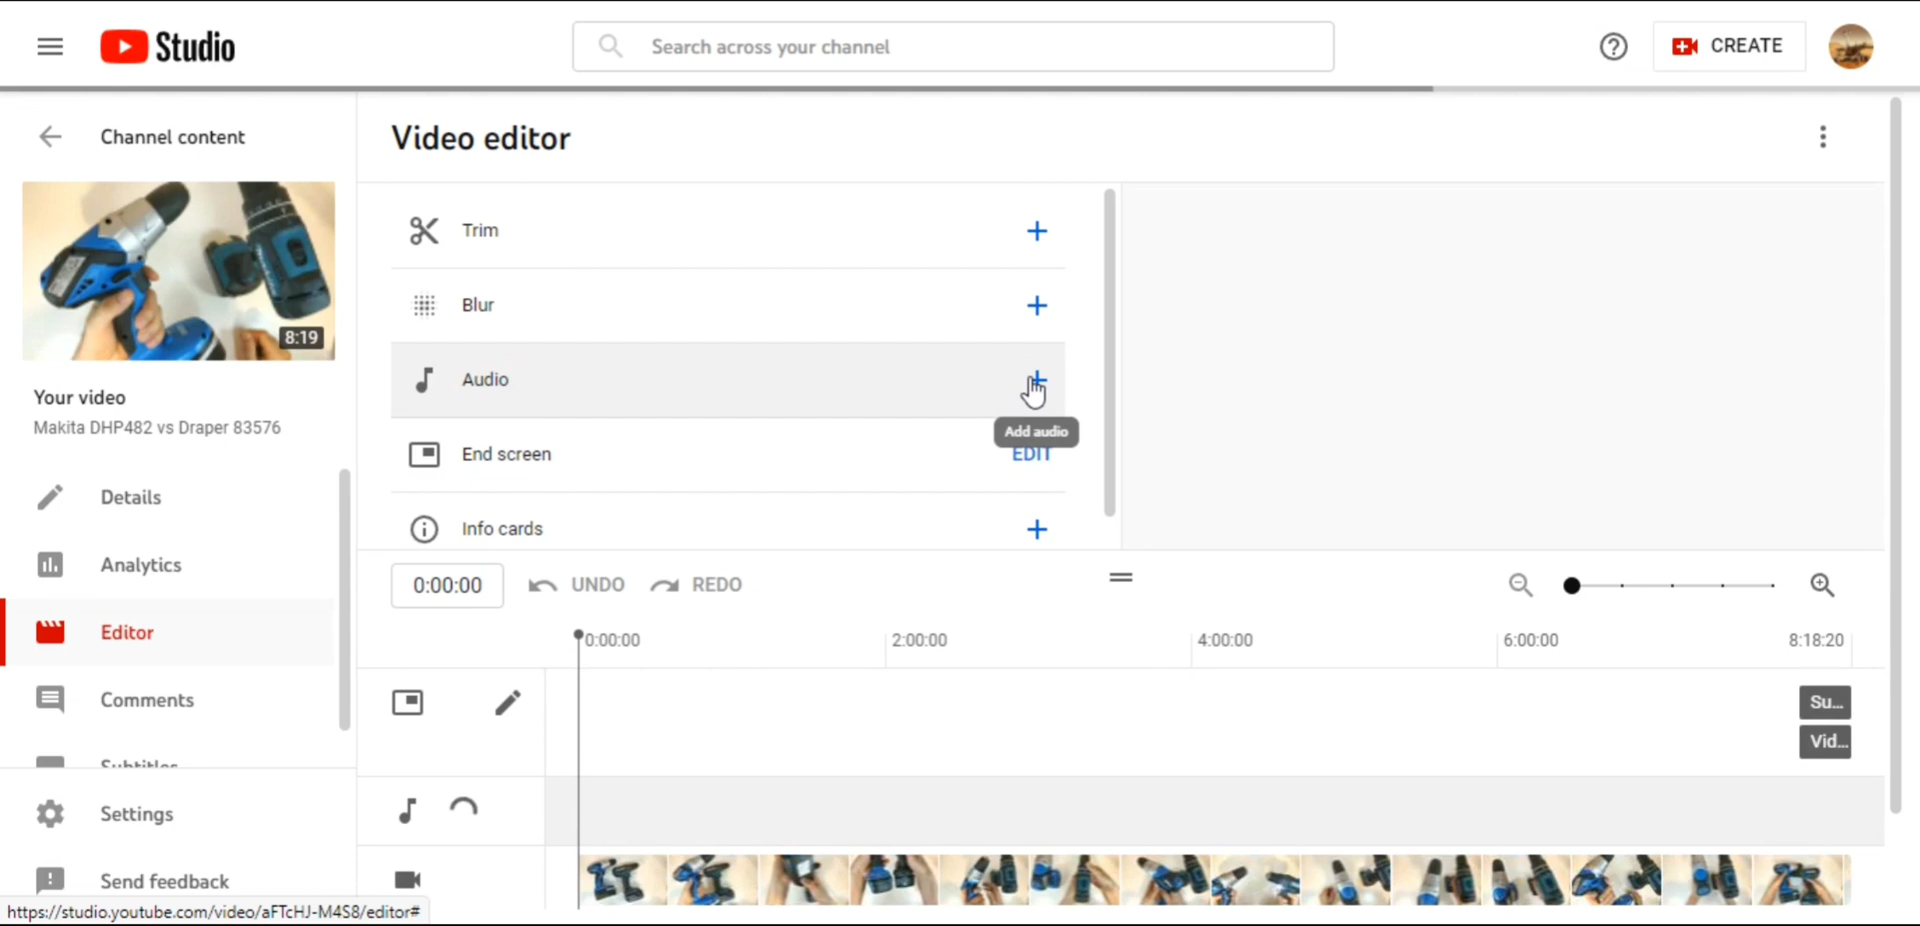 Studio
Search across your channel
CREATE
Channel content
Video editor
8:19
Your video
Makita DHP482 vs Draper 83576
Trim
Blur
Audio
Add audio
End screen
EDIT
Info cards
Details
Analytics
Editor
Comments
Subtitles
Settings
Send feedback
0:00:00
UNDO
REDO
0:00:00
2:00:00
4:00:00
6:00:00
8:18:20
Su...
Vid...
https://studio.youtube.com/video/aFTcHJ-M4S8/editor#